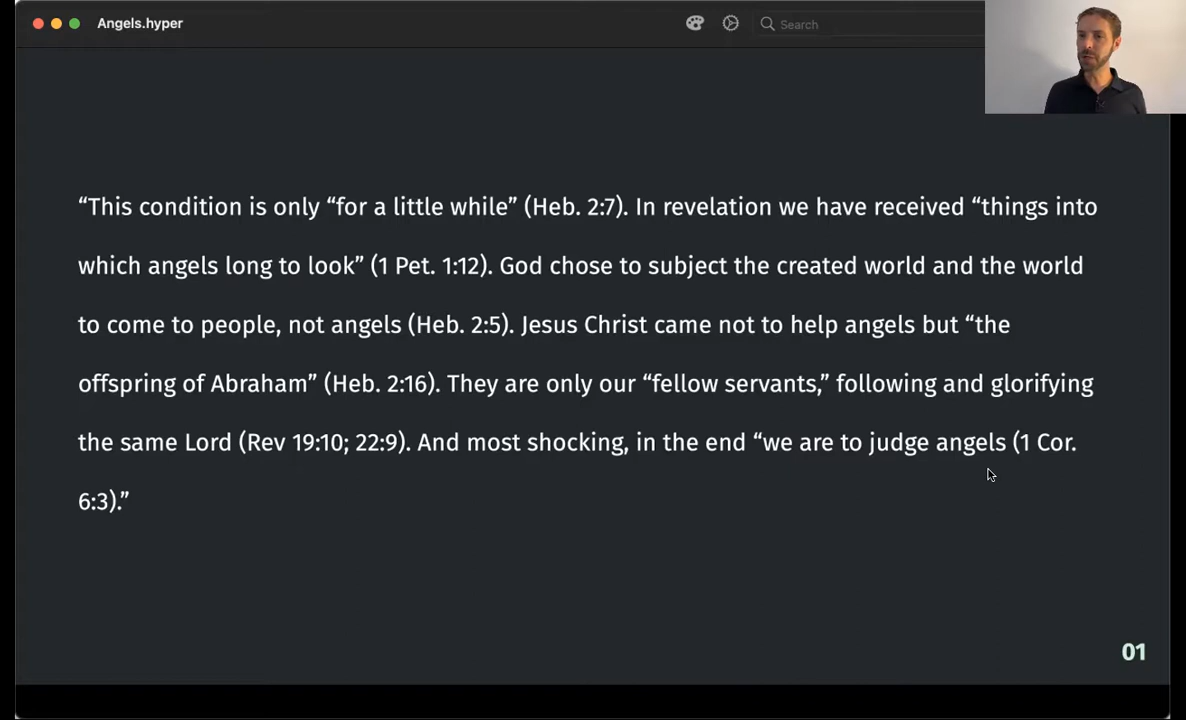 Angels.hyper
Search
“This condition is only “for a little while” (Heb. 2:7). In revelation we have received “things into
which angels long to look” (1 Pet. 1:12). God chose to subject the created world and the world
to come to people, not angels (Heb. 2:5). Jesus Christ came not to help angels but “the
offspring of Abraham” (Heb. 2:16). They are only our “fellow servants,” following and glorifying
the same Lord (Rev 19:10; 22:9). And most shocking, in the end “we are to judge angels (1 Cor.
6:3).”
01